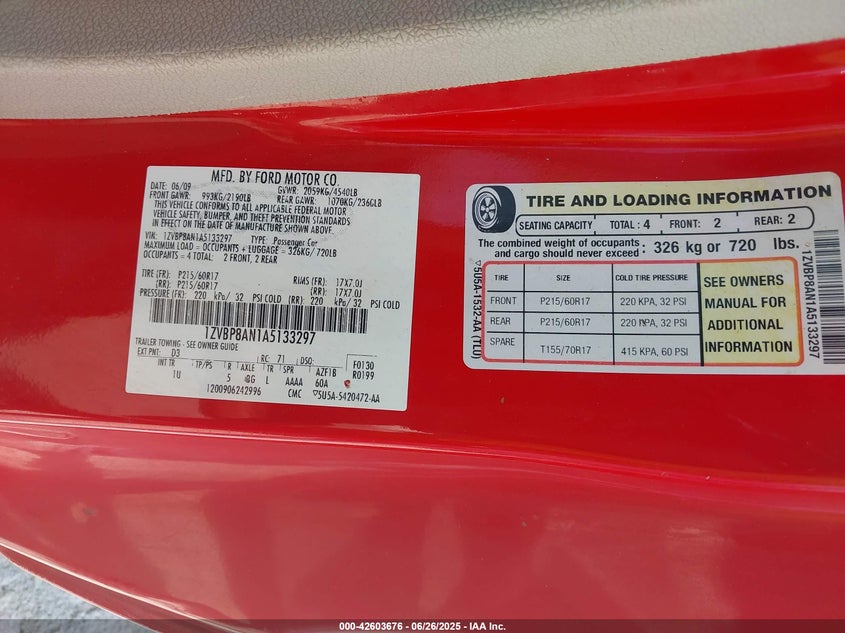 MFD. BY FORD MOTOR CO.
DATE: 06/09 GVWR: 2059KG/4540LB
FRONT GAWR: 993KG/2190LB REAR GAWR: 1070KG/2360LB
THIS VEHICLE CONFORMS TO ALL APPLICABLE FEDERAL MOTOR
VEHICLE SAFETY, BUMPER, AND THEFT PREVENTION STANDARDS
IN EFFECT ON THE DATE OF MANUFACTURE SHOWN ABOVE.
VIN: 1ZVBP8AN1A5133297 TYPE: Passenger Car
MAXIMUM LOAD = OCCUPANTS + LUGGAGE = 326KG/720LB
OCCUPANTS = 4 TOTAL: 2 FRONT, 2 REAR
TIRE (FR): P215/60R17 RIMS (FR): 17X7.0J
(RR): P215/60R17 (RR): 17X7.0J
PRESSURE (FR): 220 kPa/ 32 PSI COLD (RR): 220 kPa/ 32 PSI COLD
1ZVBP8AN1A5133297
TRAILER TOWING - SEE OWNER GUIDE
EXT PNT: D3 RC: 71 DSO: F0130
INT TR TP/PS R AXLE TR SPR AZF1B R0199
1U 5 GG L AAAA 60A
1200906242996 CMC ▽5U5A-5420472-AA
TIRE AND LOADING INFORMATION
SEATING CAPACITY TOTAL: 4 FRONT: 2 REAR: 2
The combined weight of occupants
and cargo should never exceed: 326 kg or 720 lbs.
TIRE SIZE COLD TIRE PRESSURE
FRONT P215/60R17 220 KPA, 32 PSI
REAR P215/60R17 220 KPA, 32 PSI
SPARE T155/70R17 415 KPA, 60 PSI
SEE OWNERS
MANUAL FOR
ADDITIONAL
INFORMATION
▽5U5A-1532-AA (TLU)
1ZVBP8AN1A5133297
000-42603676 - 06/26/2025 - IAA Inc.